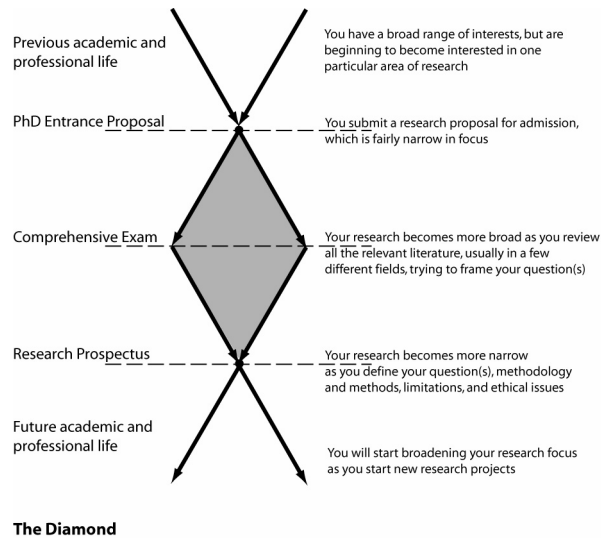 Previous academic and
professional life
You have a broad range of interests, but are
beginning to become interested in one
particular area of research
PhD Entrance Proposal
You submit a research proposal for admission,
which is fairly narrow in focus
Comprehensive Exam
Your research becomes more broad as you review
all the relevant literature, usually in a few
different fields, trying to frame your question(s)
Research Prospectus
Your research becomes more narrow
as you define your question(s), methodology
and methods, limitations, and ethical issues
Future academic and
professional life
You will start broadening your research focus
as you start new research projects
The Diamond